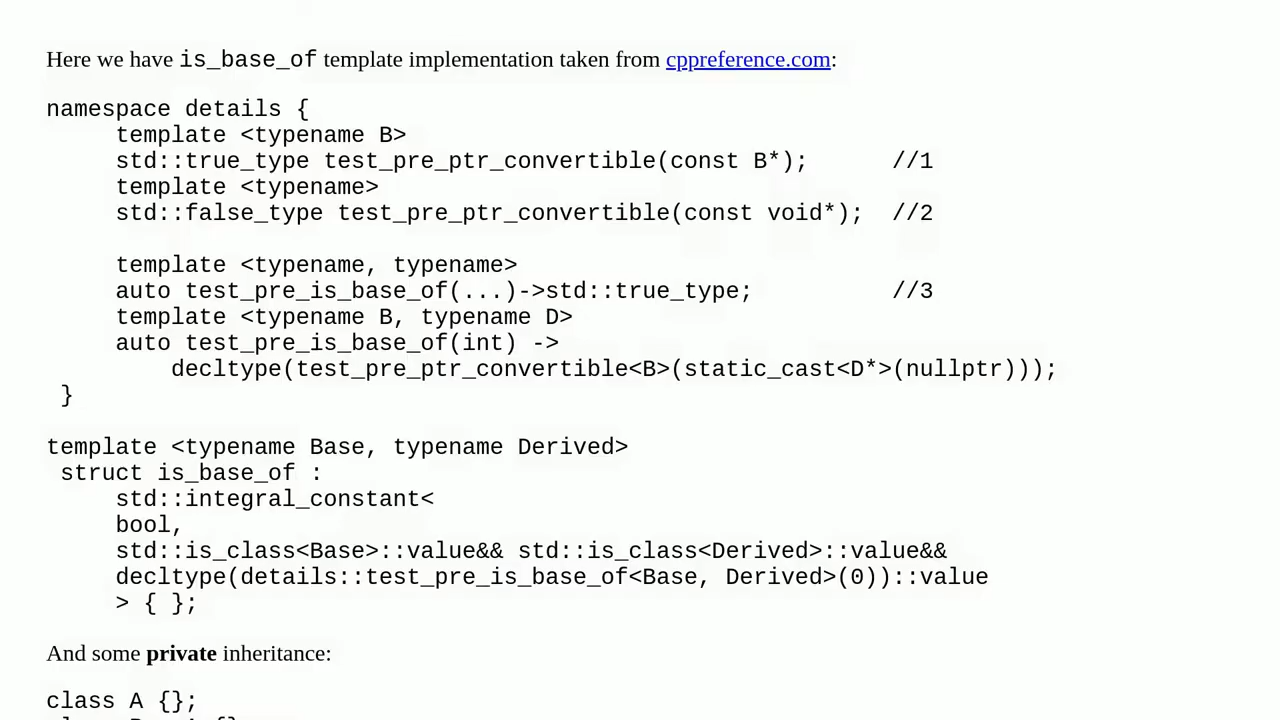 Here we have is_base_of template implementation taken from cppreference.com:
namespace details {
template <typename B>
std::true_type test_pre_ptr_convertible(const B*); //1
template <typename>
std::false_type test_pre_ptr_convertible(const void*); //2
template <typename, typename>
auto test_pre_is_base_of(...)->std::true_type; //3
template <typename B, typename D>
auto test_pre_is_base_of(int) ->
decltype(test_pre_ptr_convertible<B>(static_cast<D*>(nullptr)));
}
template <typename Base, typename Derived>
struct is_base_of :
std::integral_constant<
bool,
std::is_class<Base>::value&& std::is_class<Derived>::value&&
decltype(details::test_pre_is_base_of<Base, Derived>(0))::value
> { };
And some private inheritance:
class A {};